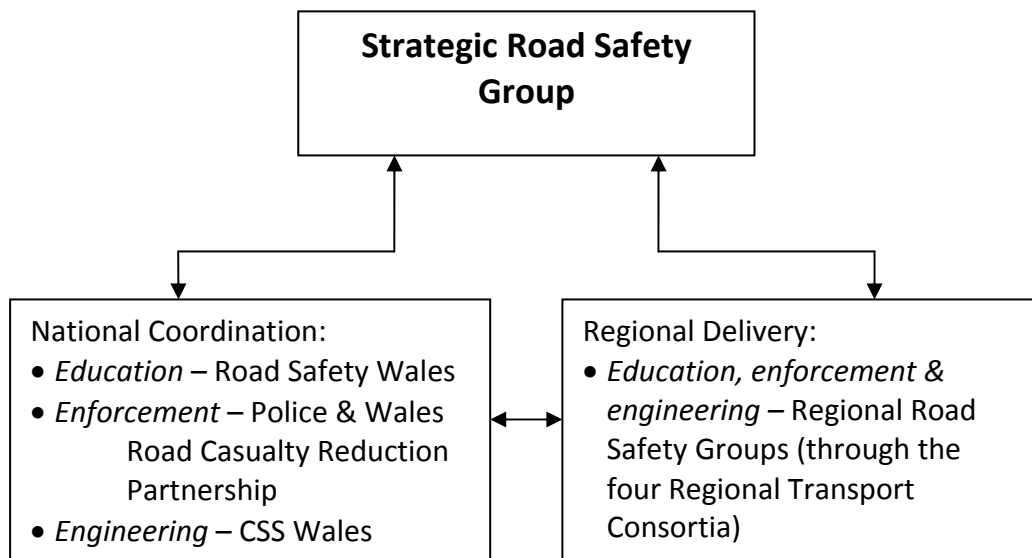 Strategic Road Safety
Group
National Coordination:
• Education – Road Safety Wales
• Enforcement – Police & Wales
Road Casualty Reduction
Partnership
• Engineering – CSS Wales
Regional Delivery:
• Education, enforcement &
engineering – Regional Road
Safety Groups (through the
four Regional Transport
Consortia)